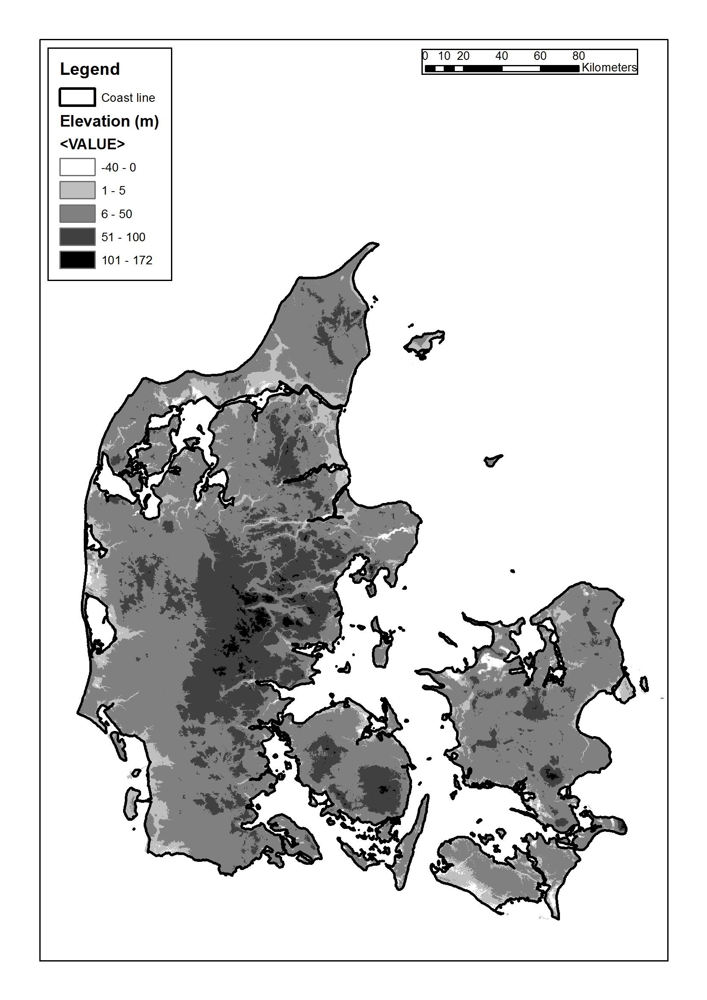 Legend
Coast line
Elevation (m)
<VALUE>
-40 - 0
1 - 5
6 - 50
51 - 100
101 - 172
0 10 20 40 60 80
Kilometers